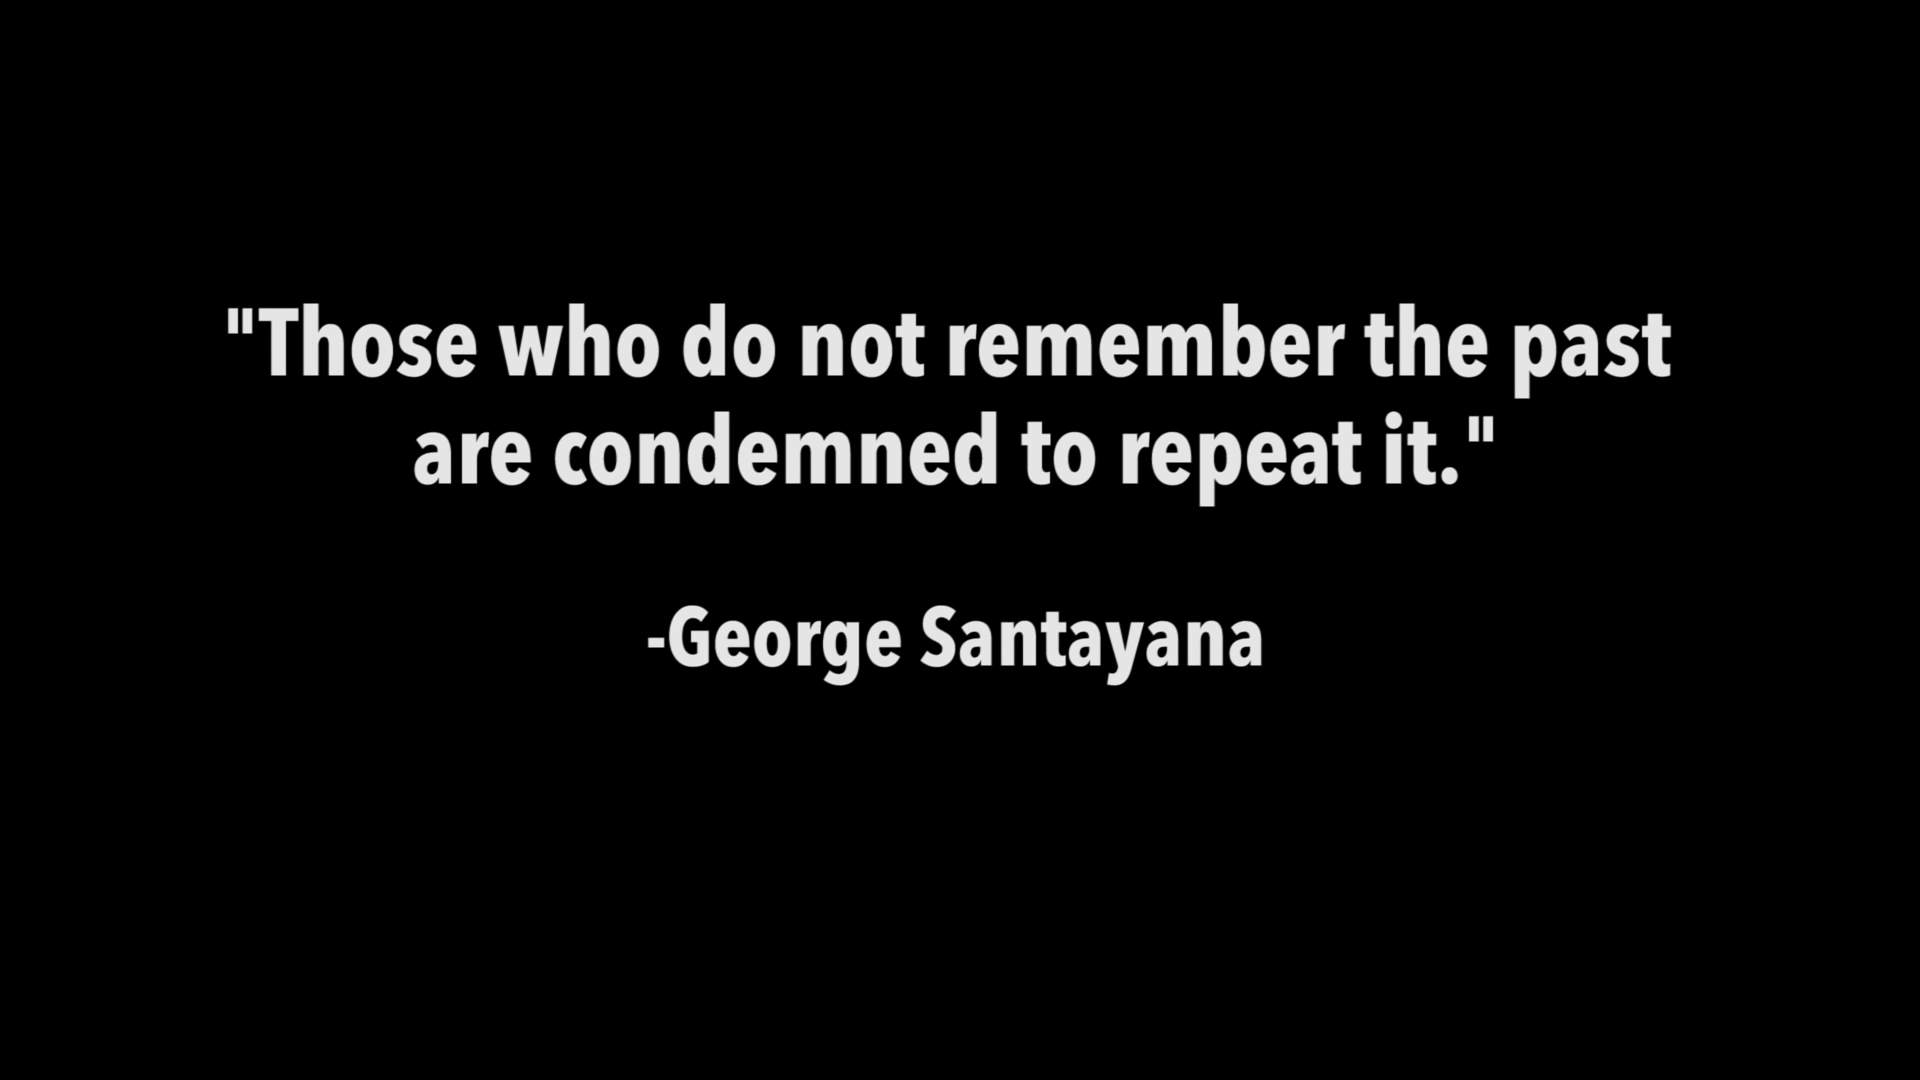 "Those who do not remember the past
are condemned to repeat it."
-George Santayana